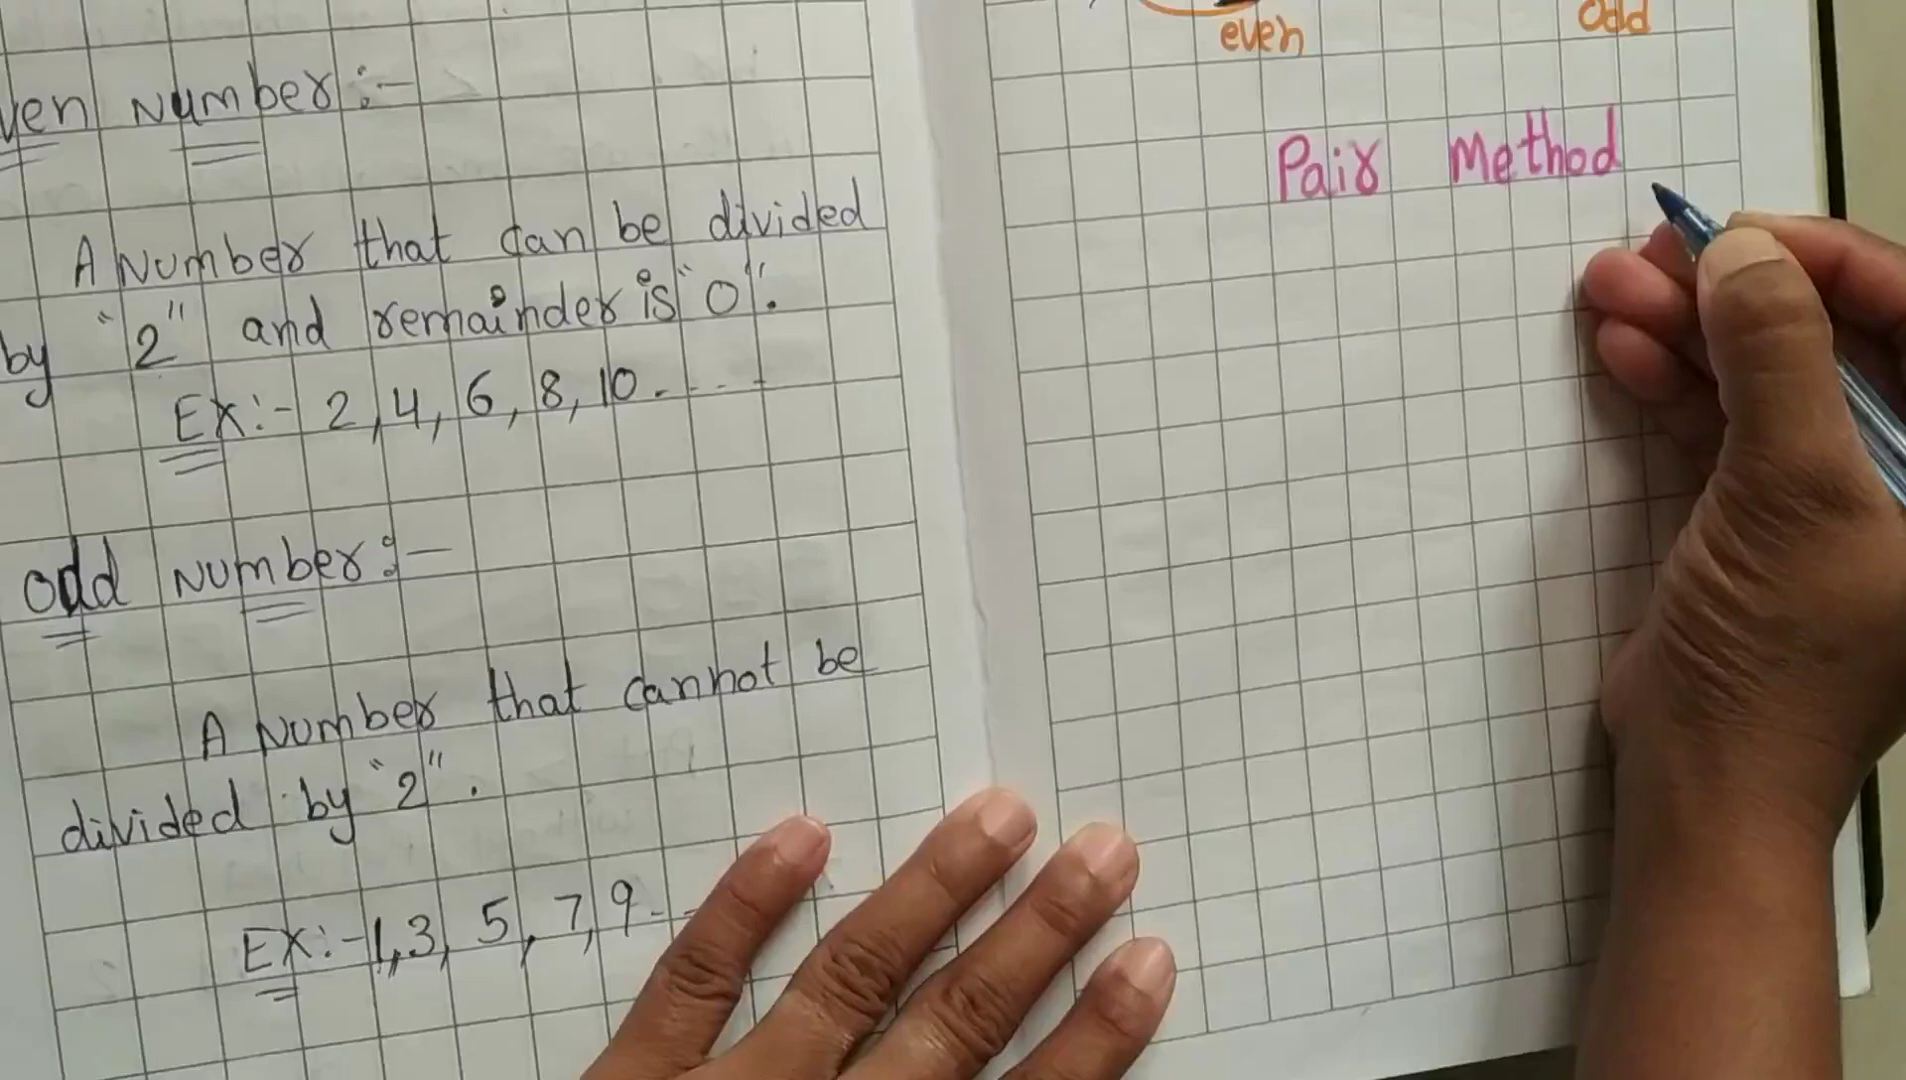 ven Number :-
A Number that can be divided
by "2" and remainder is "0".
Ex:- 2, 4, 6, 8, 10 - - - -
odd Number :-
A Number that cannot be
divided by "2".
Ex:- 1, 3, 5, 7, 9 - -
even
odd
Pair Method